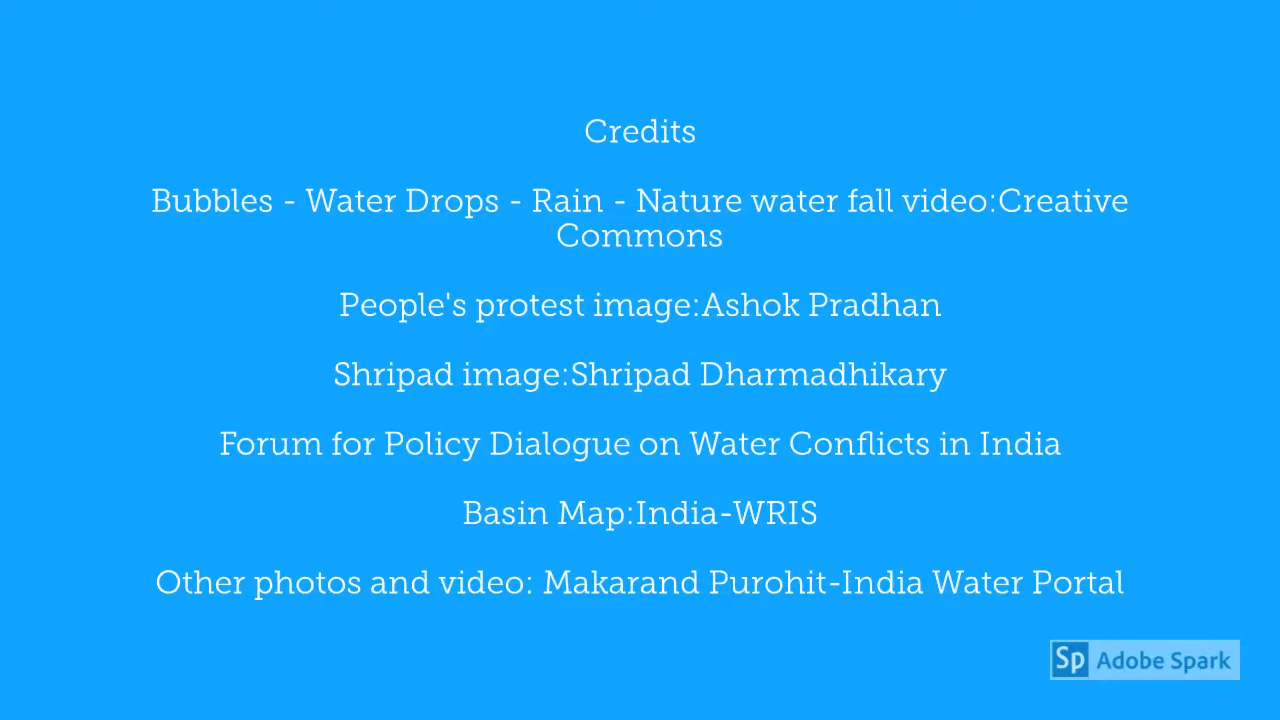 Credits
Bubbles - Water Drops - Rain - Nature water fall video:Creative
Commons
People's protest image:Ashok Pradhan
Shripad image:Shripad Dharmadhikary
Forum for Policy Dialogue on Water Conflicts in India
Basin Map:India-WRIS
Other photos and video: Makarand Purohit-India Water Portal
Sp Adobe Spark